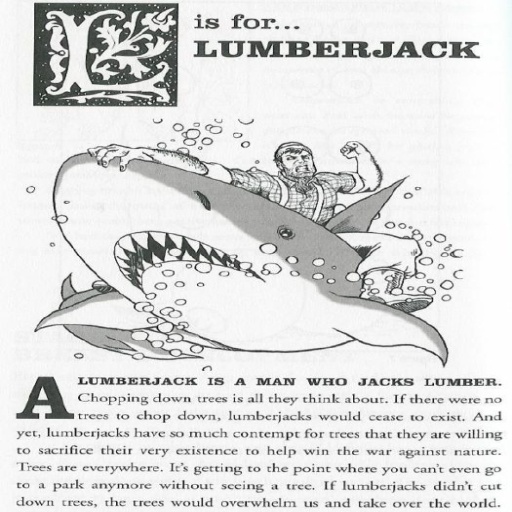 L is for...
LUMBERJACK
A LUMBERJACK IS A MAN WHO JACKS LUMBER.
Chopping down trees is all they think about. If there were no
trees to chop down, lumberjacks would cease to exist. And
yet, lumberjacks have so much contempt for trees that they are willing
to sacrifice their very existence to help win the war against nature.
Trees are everywhere. It's getting to the point where you can't even go
to a park anymore without seeing a tree. If lumberjacks didn't cut
down trees, the trees would overwhelm us and take over the world.